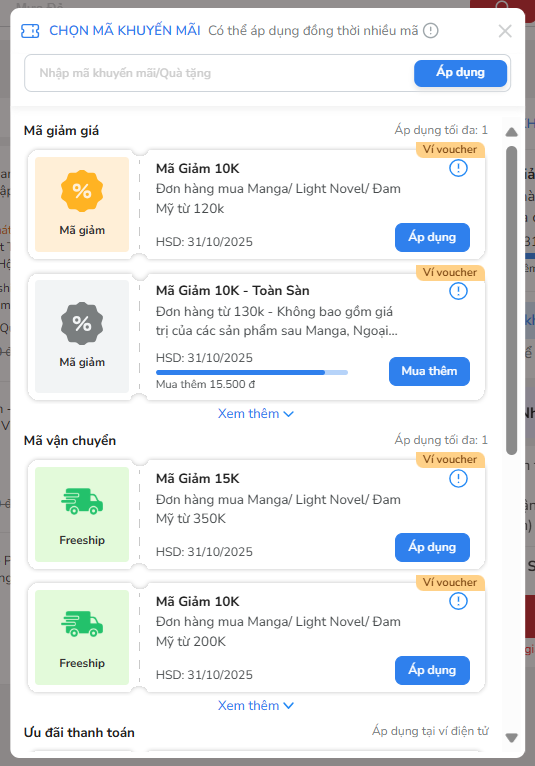 CHỌN MÃ KHUYẾN MÃI Có thể áp dụng đồng thời nhiều mã
Nhập mã khuyến mãi/Quà tặng
Áp dụng
Mã giảm giá
Áp dụng tối đa: 1
Ví voucher
Mã Giảm 10K
Đơn hàng mua Manga/ Light Novel/ Đam
Mỹ từ 120k
Mã giảm
HSD: 31/10/2025
Áp dụng
Ví voucher
Mã Giảm 10K - Toàn Sàn
Đơn hàng từ 130k - Không bao gồm giá
trị của các sản phẩm sau Manga, Ngoại...
Mã giảm
HSD: 31/10/2025
Mua thêm 15.500 đ
Mua thêm
Xem thêm
Mã vận chuyển
Áp dụng tối đa: 1
Ví voucher
Mã Giảm 15K
Đơn hàng mua Manga/ Light Novel/ Đam
Mỹ từ 350K
Freeship
HSD: 31/10/2025
Áp dụng
Ví voucher
Mã Giảm 10K
Đơn hàng mua Manga/ Light Novel/ Đam
Mỹ từ 200K
Freeship
HSD: 31/10/2025
Áp dụng
Xem thêm
Ưu đãi thanh toán
Áp dụng tại ví điện tử